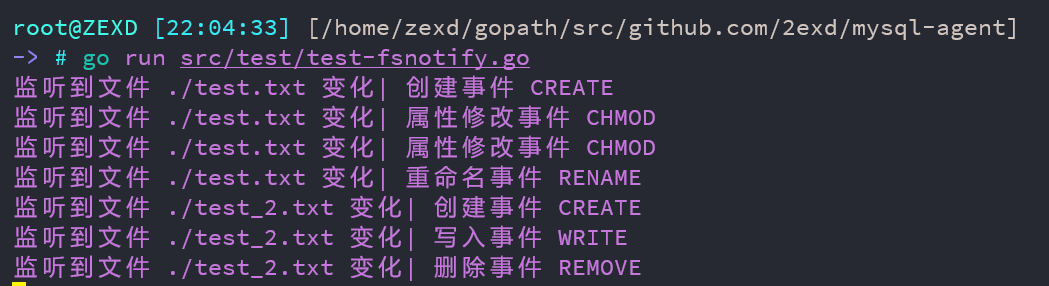 root@ZEXD [22:04:33] [/home/zexd/gopath/src/github.com/2exd/mysql-agent]
-> # go run src/test/test-fsnotify.go
监听到文件 ./test.txt 变化| 创建事件 CREATE
监听到文件 ./test.txt 变化| 属性修改事件 CHMOD
监听到文件 ./test.txt 变化| 属性修改事件 CHMOD
监听到文件 ./test.txt 变化| 重命名事件 RENAME
监听到文件 ./test_2.txt 变化| 创建事件 CREATE
监听到文件 ./test_2.txt 变化| 写入事件 WRITE
监听到文件 ./test_2.txt 变化| 删除事件 REMOVE